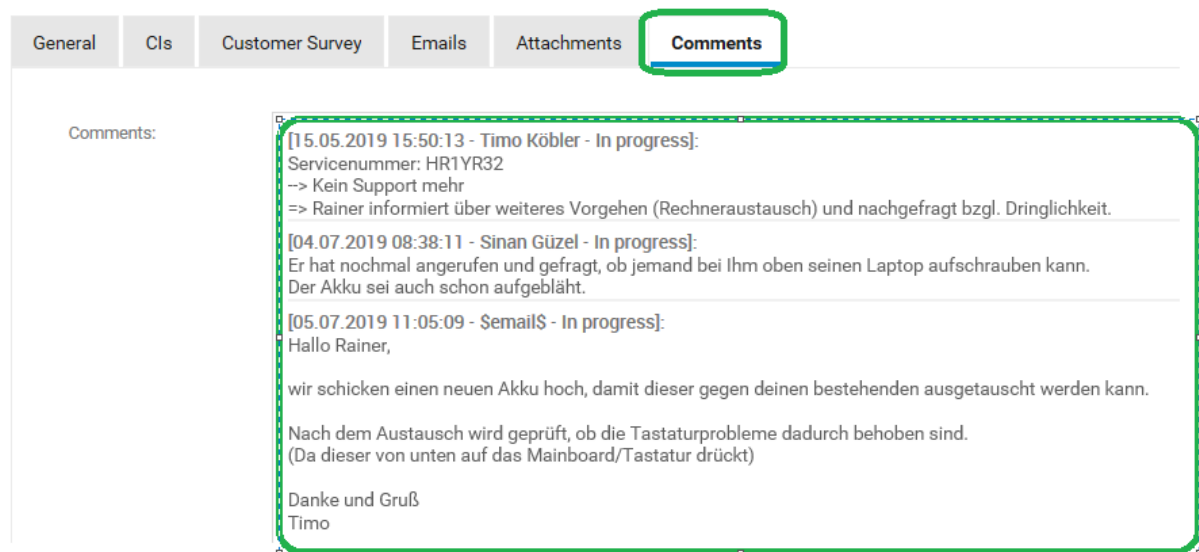 General CIs Customer Survey Emails Attachments Comments
Comments:
[15.05.2019 15:50:13 - Timo Köbler - In progress]:
Servicenummer: HR1YR32
--> Kein Support mehr
=> Rainer informiert über weiteres Vorgehen (Rechneraustausch) und nachgefragt bzgl. Dringlichkeit.
[04.07.2019 08:38:11 - Sinan Güzel - In progress]:
Er hat nochmal angerufen und gefragt, ob jemand bei Ihm oben seinen Laptop aufschrauben kann.
Der Akku sei auch schon aufgebläht.
[05.07.2019 11:05:09 - $email$ - In progress]:
Hallo Rainer,
wir schicken einen neuen Akku hoch, damit dieser gegen deinen bestehenden ausgetauscht werden kann.
Nach dem Austausch wird geprüft, ob die Tastaturprobleme dadurch behoben sind.
(Da dieser von unten auf das Mainboard/Tastatur drückt)
Danke und Gruß
Timo